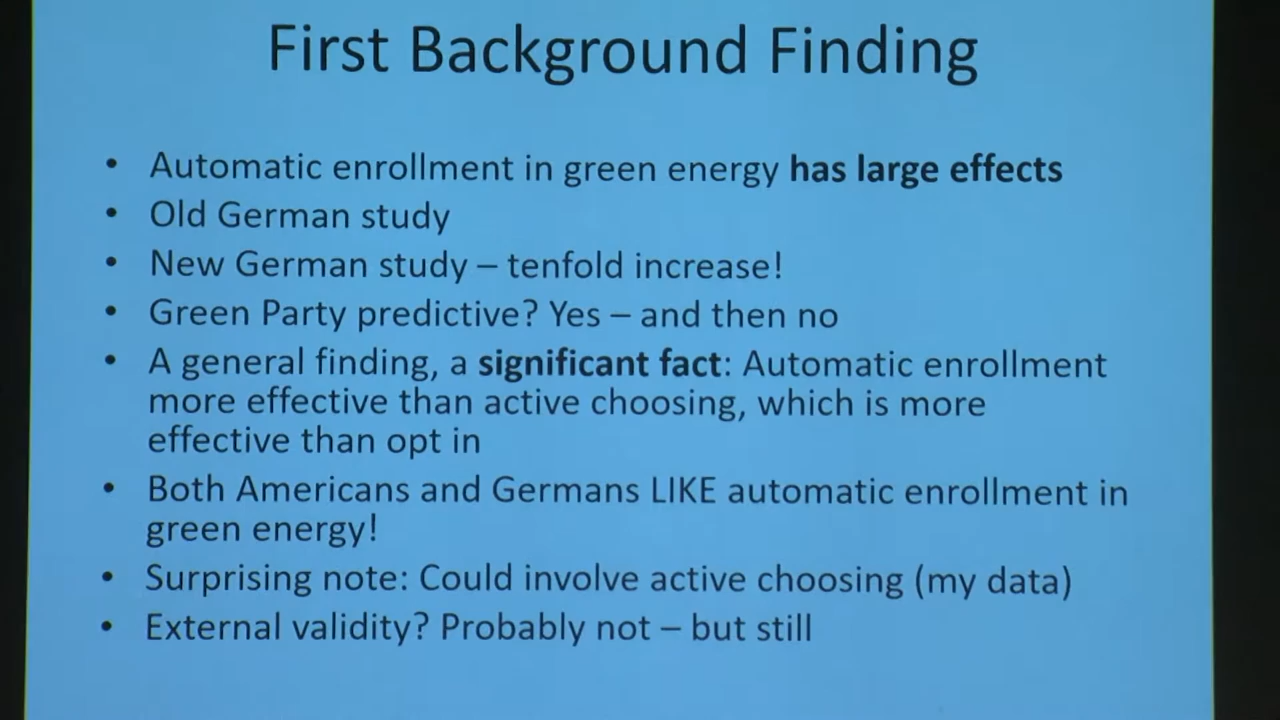 First Background Finding
• Automatic enrollment in green energy has large effects
• Old German study
• New German study – tenfold increase!
• Green Party predictive? Yes – and then no
• A general finding, a significant fact: Automatic enrollment
more effective than active choosing, which is more
effective than opt in
• Both Americans and Germans LIKE automatic enrollment in
green energy!
• Surprising note: Could involve active choosing (my data)
• External validity? Probably not – but still